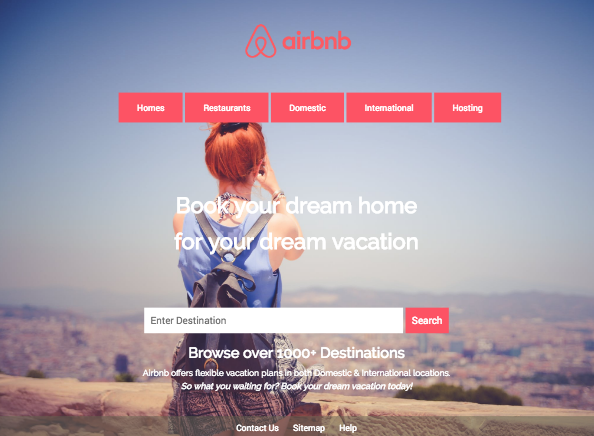 airbnb
Homes Restaurants Domestic International Hosting
Book your dream home
for your dream vacation
Enter Destination Search
Browse over 1000+ Destinations
Airbnb offers flexible vacation plans in both Domestic & International locations.
So what you waiting for? Book your dream vacation today!
Contact Us Sitemap Help